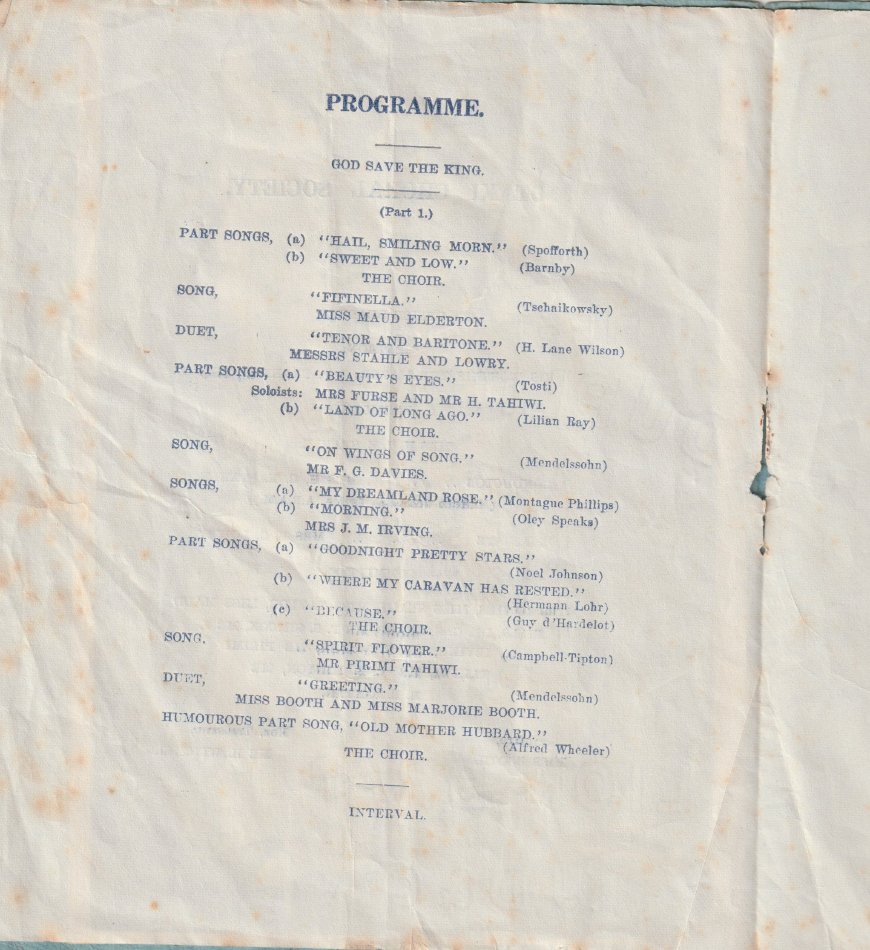 PROGRAMME.
GOD SAVE THE KING.
(Part 1.)
PART SONGS, (a) "HAIL, SMILING MORN." (Spofforth)
(b) "SWEET AND LOW." (Barnby)
THE CHOIR.
SONG, "FIFINELLA." (Tschaikowsky)
MISS MAUD ELDERTON.
DUET, "TENOR AND BARITONE." (H. Lane Wilson)
MESSRS STAHLE AND LOWRY.
PART SONGS, (a) "BEAUTY'S EYES." (Tosti)
Soloists: MRS FURSE AND MR H. TAHIWI.
(b) "LAND OF LONG AGO." (Lilian Ray)
THE CHOIR.
SONG, "ON WINGS OF SONG." (Mendelssohn)
MR F. G. DAVIES.
SONGS, (a) "MY DREAMLAND ROSE." (Montague Phillips)
(b) "MORNING." (Oley Speaks)
MRS J. M. IRVING.
PART SONGS, (a) "GOODNIGHT PRETTY STARS."
(Noel Johnson)
(b) "WHERE MY CARAVAN HAS RESTED."
(Hermann Lohr)
(c) "BECAUSE." (Guy d'Hardelot)
THE CHOIR.
SONG, "SPIRIT FLOWER." (Campbell-Tipton)
MR PIRIMI TAHIWI.
DUET, "GREETING." (Mendelssohn)
MISS BOOTH AND MISS MARJORIE BOOTH.
HUMOUROUS PART SONG, "OLD MOTHER HUBBARD."
(Alfred Wheeler)
THE CHOIR.
INTERVAL.